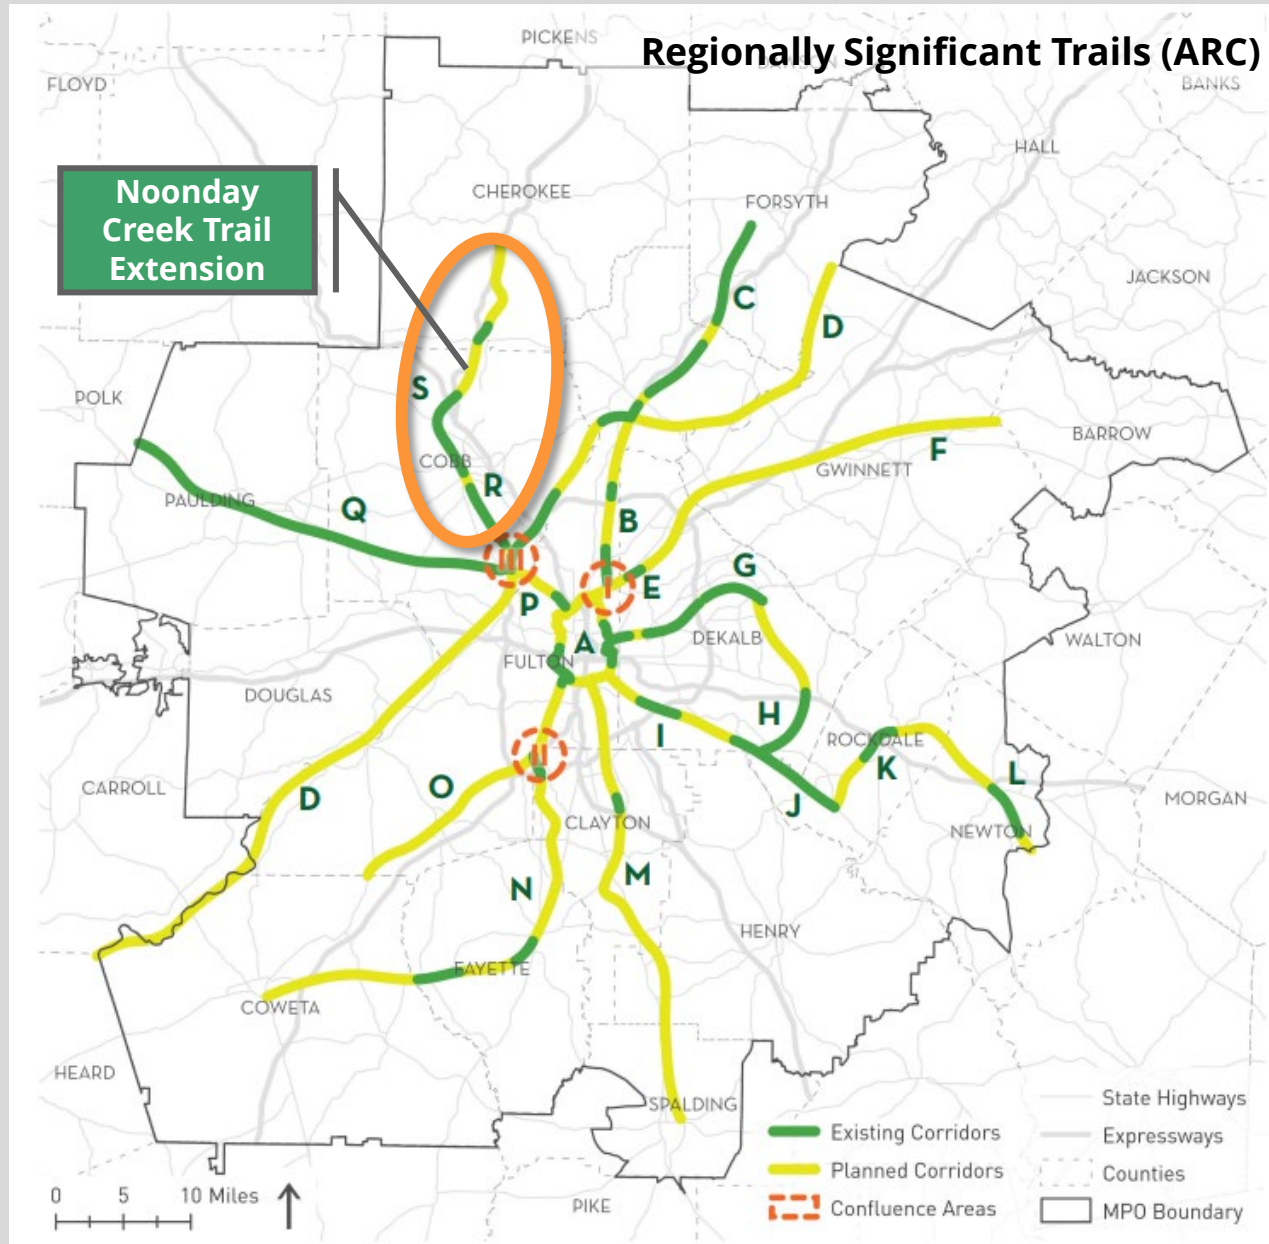 PICKENS
Regionally Significant Trails (ARC)
FLOYD
BANKS
HALL
Noonday
Creek Trail
Extension
CHEROKEE
FORSYTH
JACKSON
C
D
S
POLK
BARROW
F
COBB
GWINNETT
R
PAULDING
Q
B
III
G
I
E
P
A
DEKALB
WALTON
FULTON
DOUGLAS
H
I
ROCKDALE
II
K
L
O
CARROLL
D
J
MORGAN
CLAYTON
NEWTON
N
M
HENRY
FAYETTE
COWETA
HEARD
SPALDING
State Highways
Existing Corridors
Expressways
Planned Corridors
Counties
0 5 10 Miles
PIKE
Confluence Areas
MPO Boundary